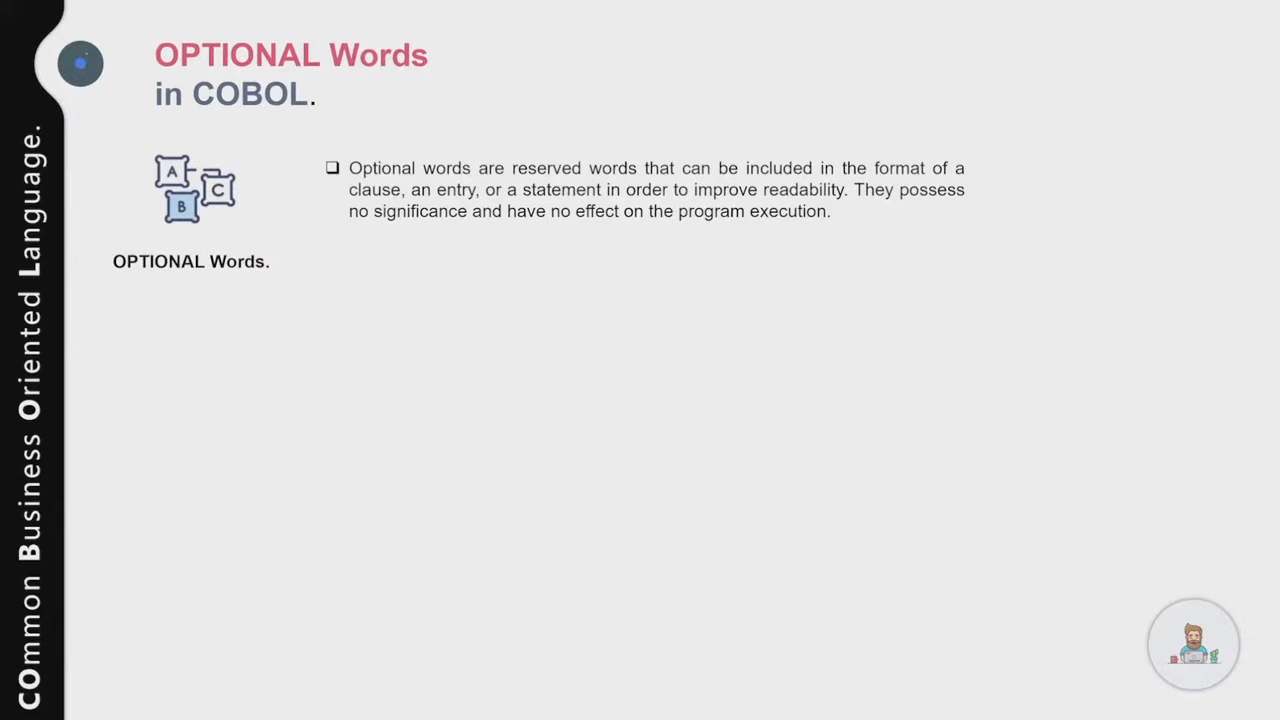 OPTIONAL Words
in COBOL.
A
C
B
OPTIONAL Words.
❑ Optional words are reserved words that can be included in the format of a
clause, an entry, or a statement in order to improve readability. They possess
no significance and have no effect on the program execution.
COmmon Business Oriented Language.